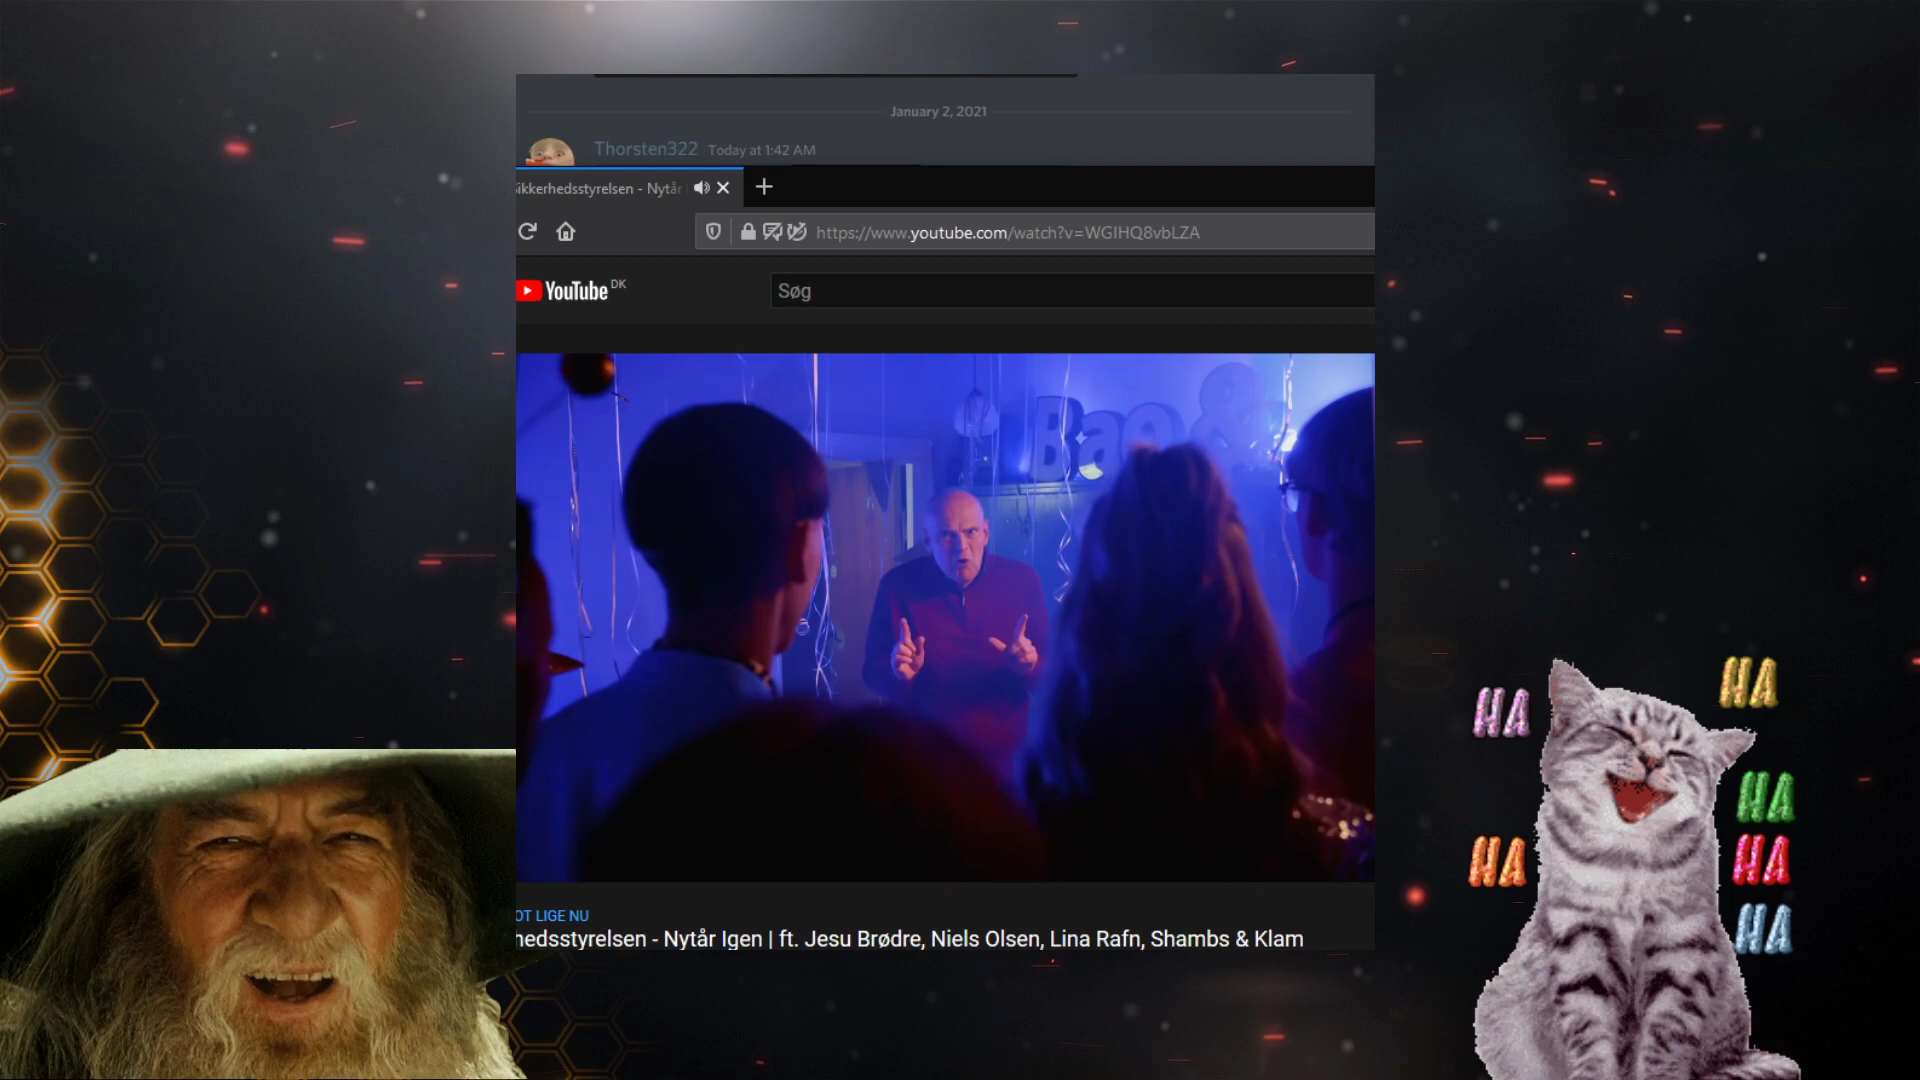 January 2, 2021
Thorsten322 Today at 1:42 AM
ikkerhedsstyrelsen - Nytår
https://www.youtube.com/watch?v=WGIHQ8vbLZA
YouTube DK
Søg
Bao &
HA
HA
HA
HA
HA
HA
OT LIGE NU
hedsstyrelsen - Nytår Igen | ft. Jesu Brødre, Niels Olsen, Lina Rafn, Shambs & Klam